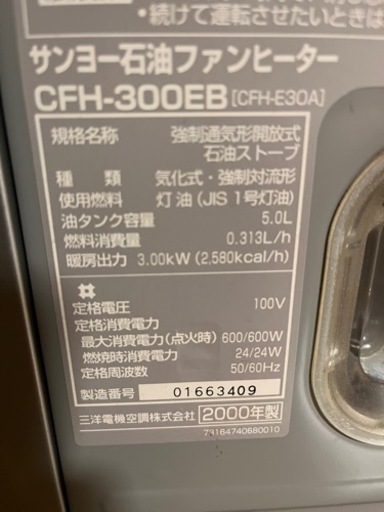 ・続けて運転させたいときは
サンヨー石油ファンヒーター
CFH-300EB [CFH-E30A]
規格名称 強制通気形開放式
石油ストーブ
種類 気化式・強制対流形
使用燃料 灯油 (JIS 1号灯油)
油タンク容量 5.0L
燃料消費量 0.313L/h
暖房出力 3.00kW (2,580kcal/h)
定格電圧 100V
定格消費電力
最大消費電力(点火時) 600/600W
燃焼時消費電力 24/24W
定格周波数 50/60Hz
製造番号 01663409
三洋電機空調株式会社 2000年製
73164740680010